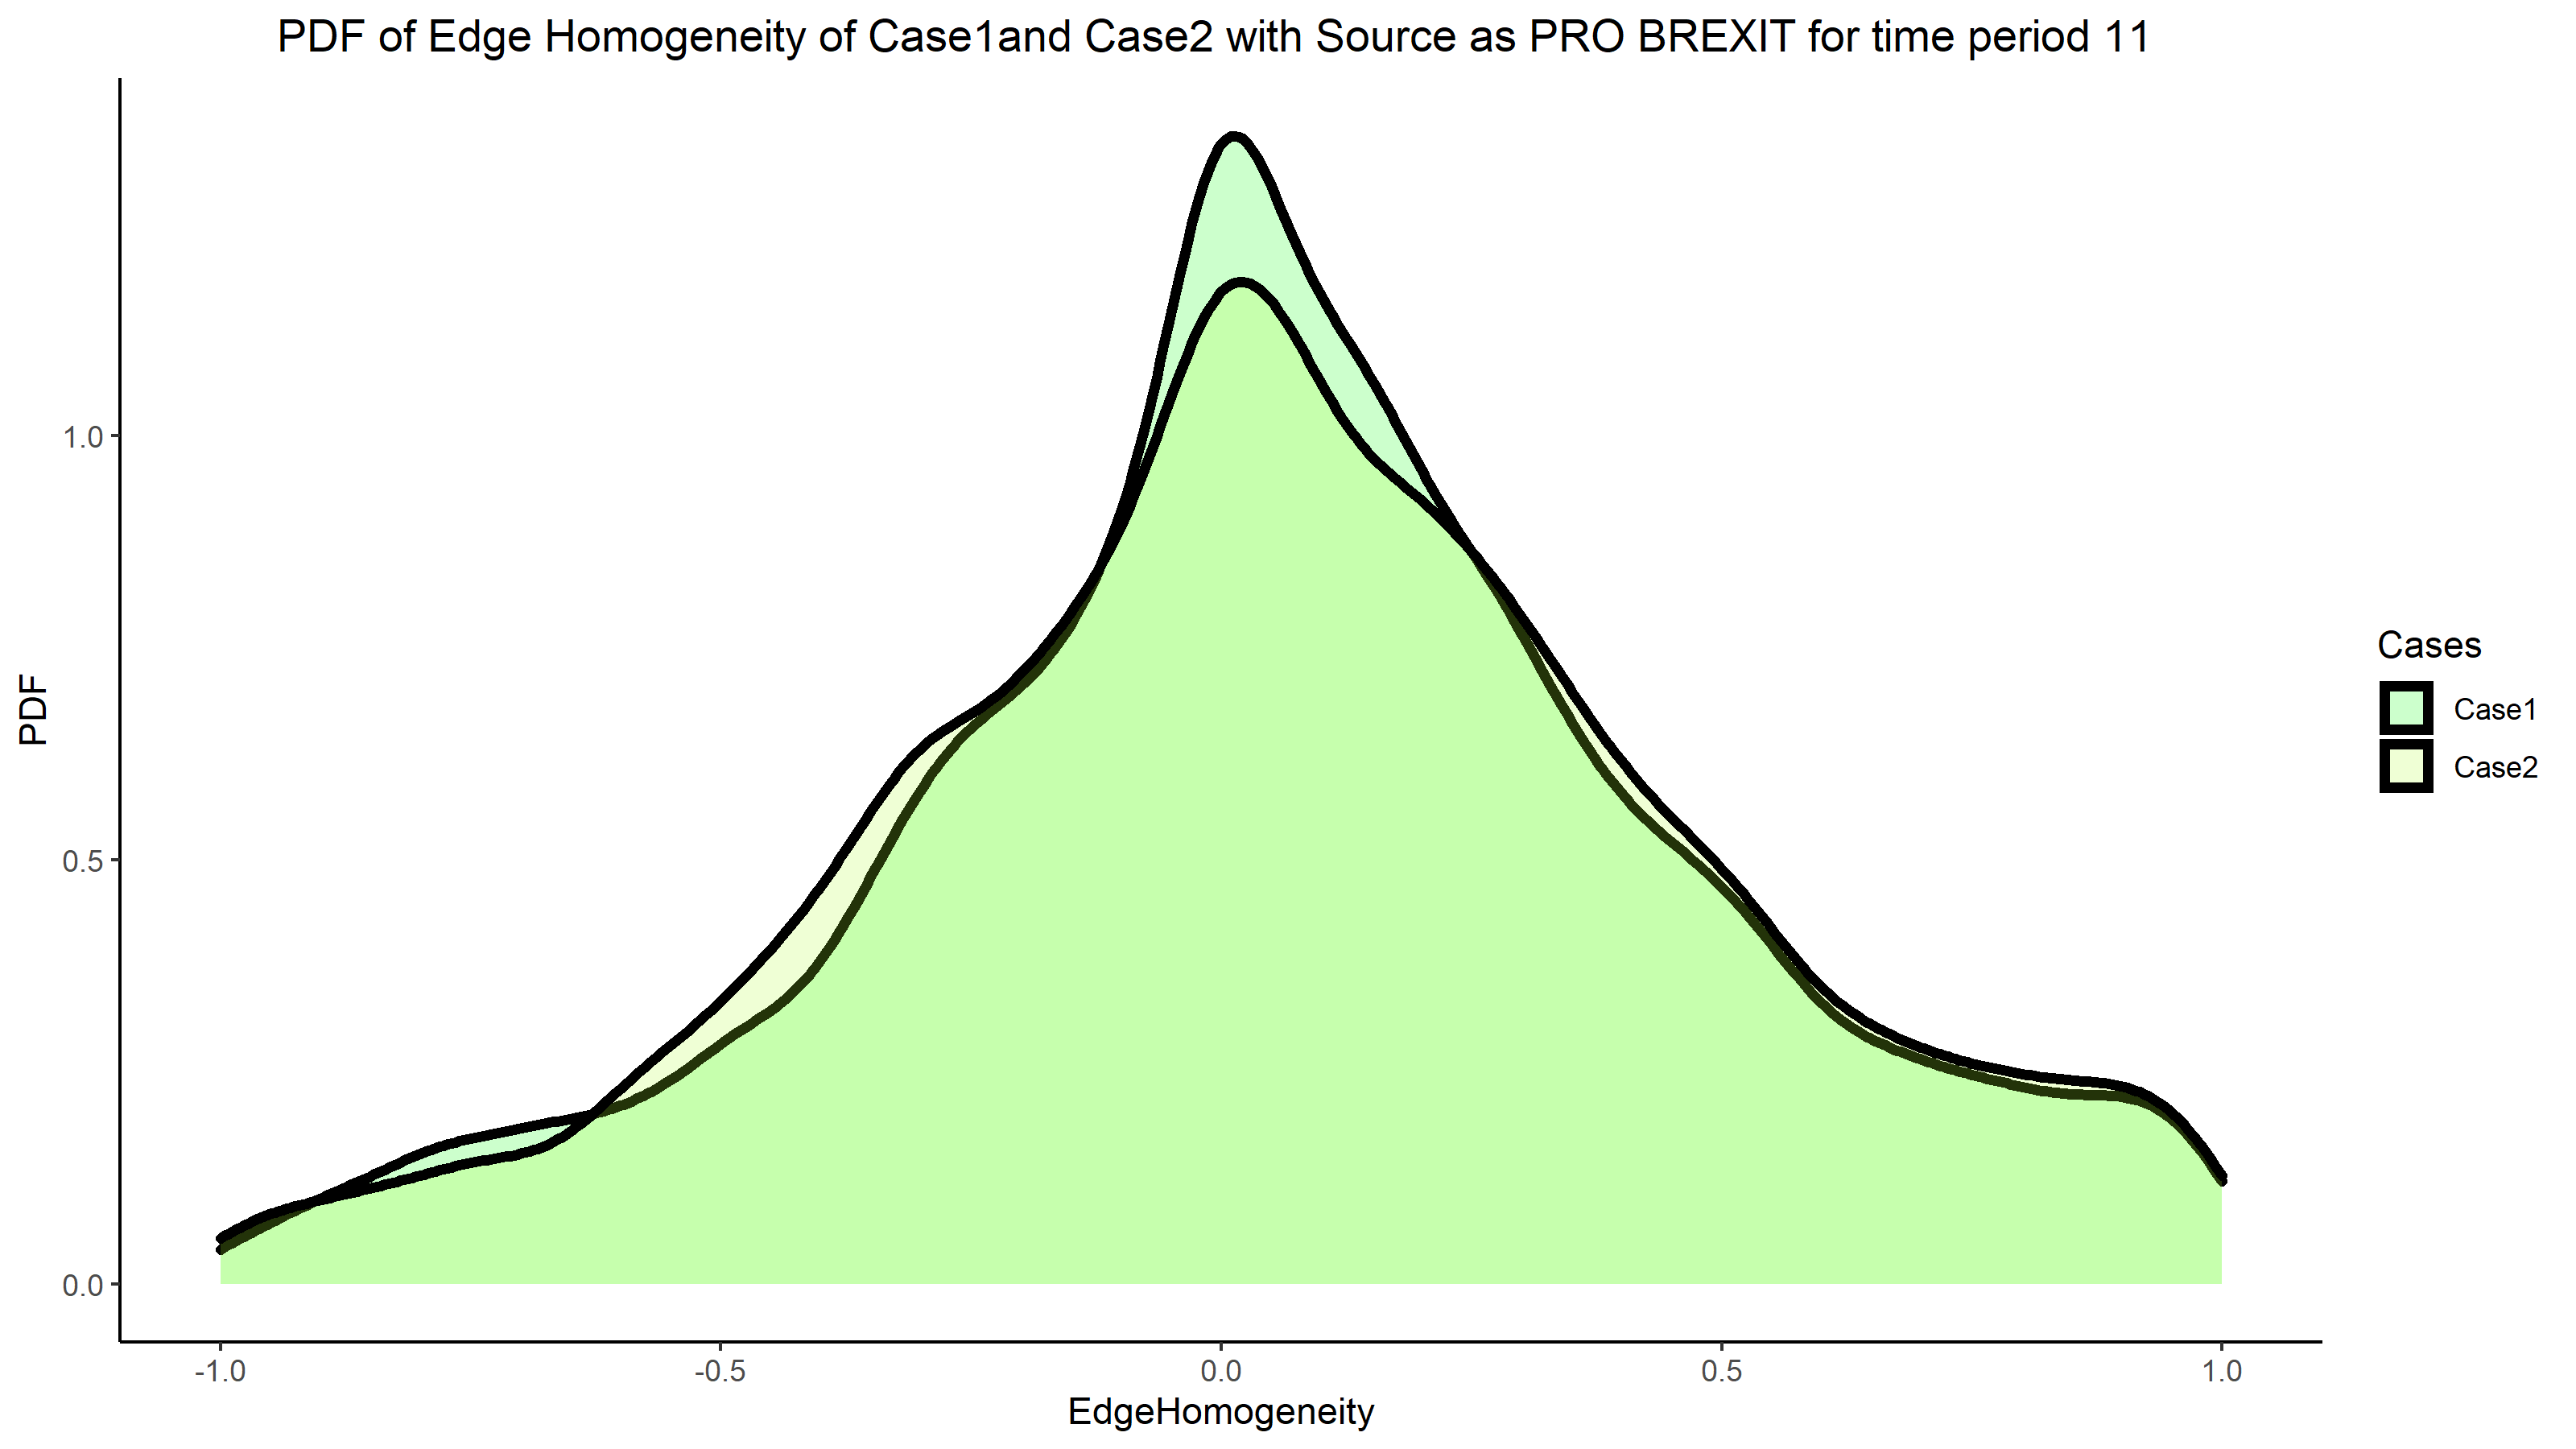 PDF of Edge Homogeneity of Case1and Case2 with Source as PRO BREXIT for time period 11
PDF
1.0
0.5
0.0
-1.0 -0.5 0.0 0.5 1.0
EdgeHomogeneity
Cases
Case1
Case2